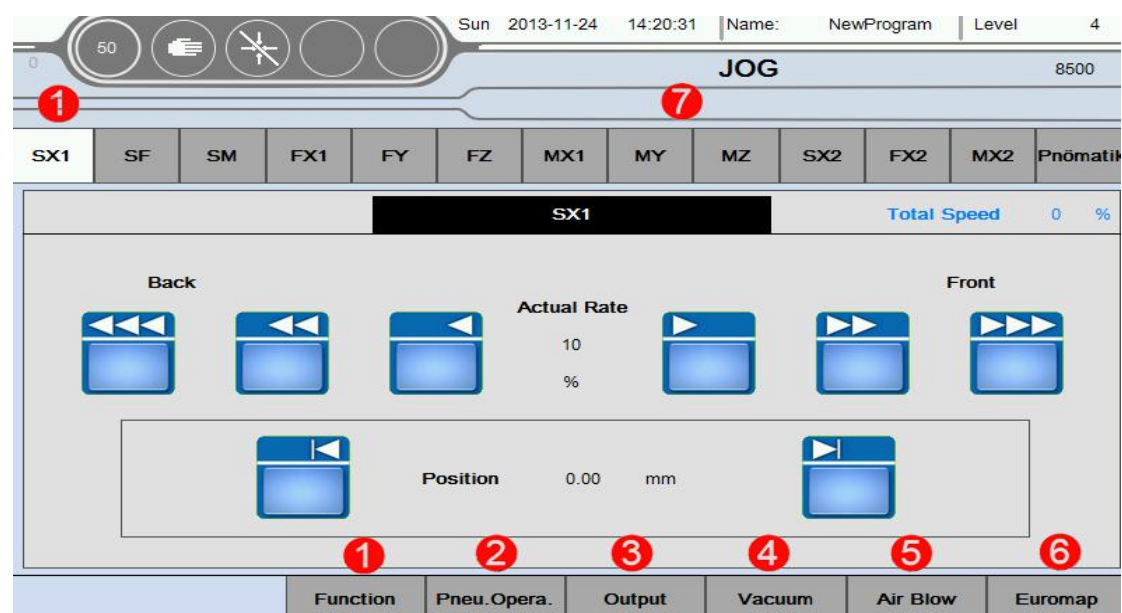 Sun 2013-11-24 14:20:31 Name: NewProgram Level 4
50
0
JOG 8500
1 7
SX1 SF SM FX1 FY FZ MX1 MY MZ SX2 FX2 MX2 Pnömatik
SX1 Total Speed 0 %
Back Front
Actual Rate
10
%
Position 0.00 mm
1 2 3 4 5 6
Function Pneu.Opera. Output Vacuum Air Blow Euromap